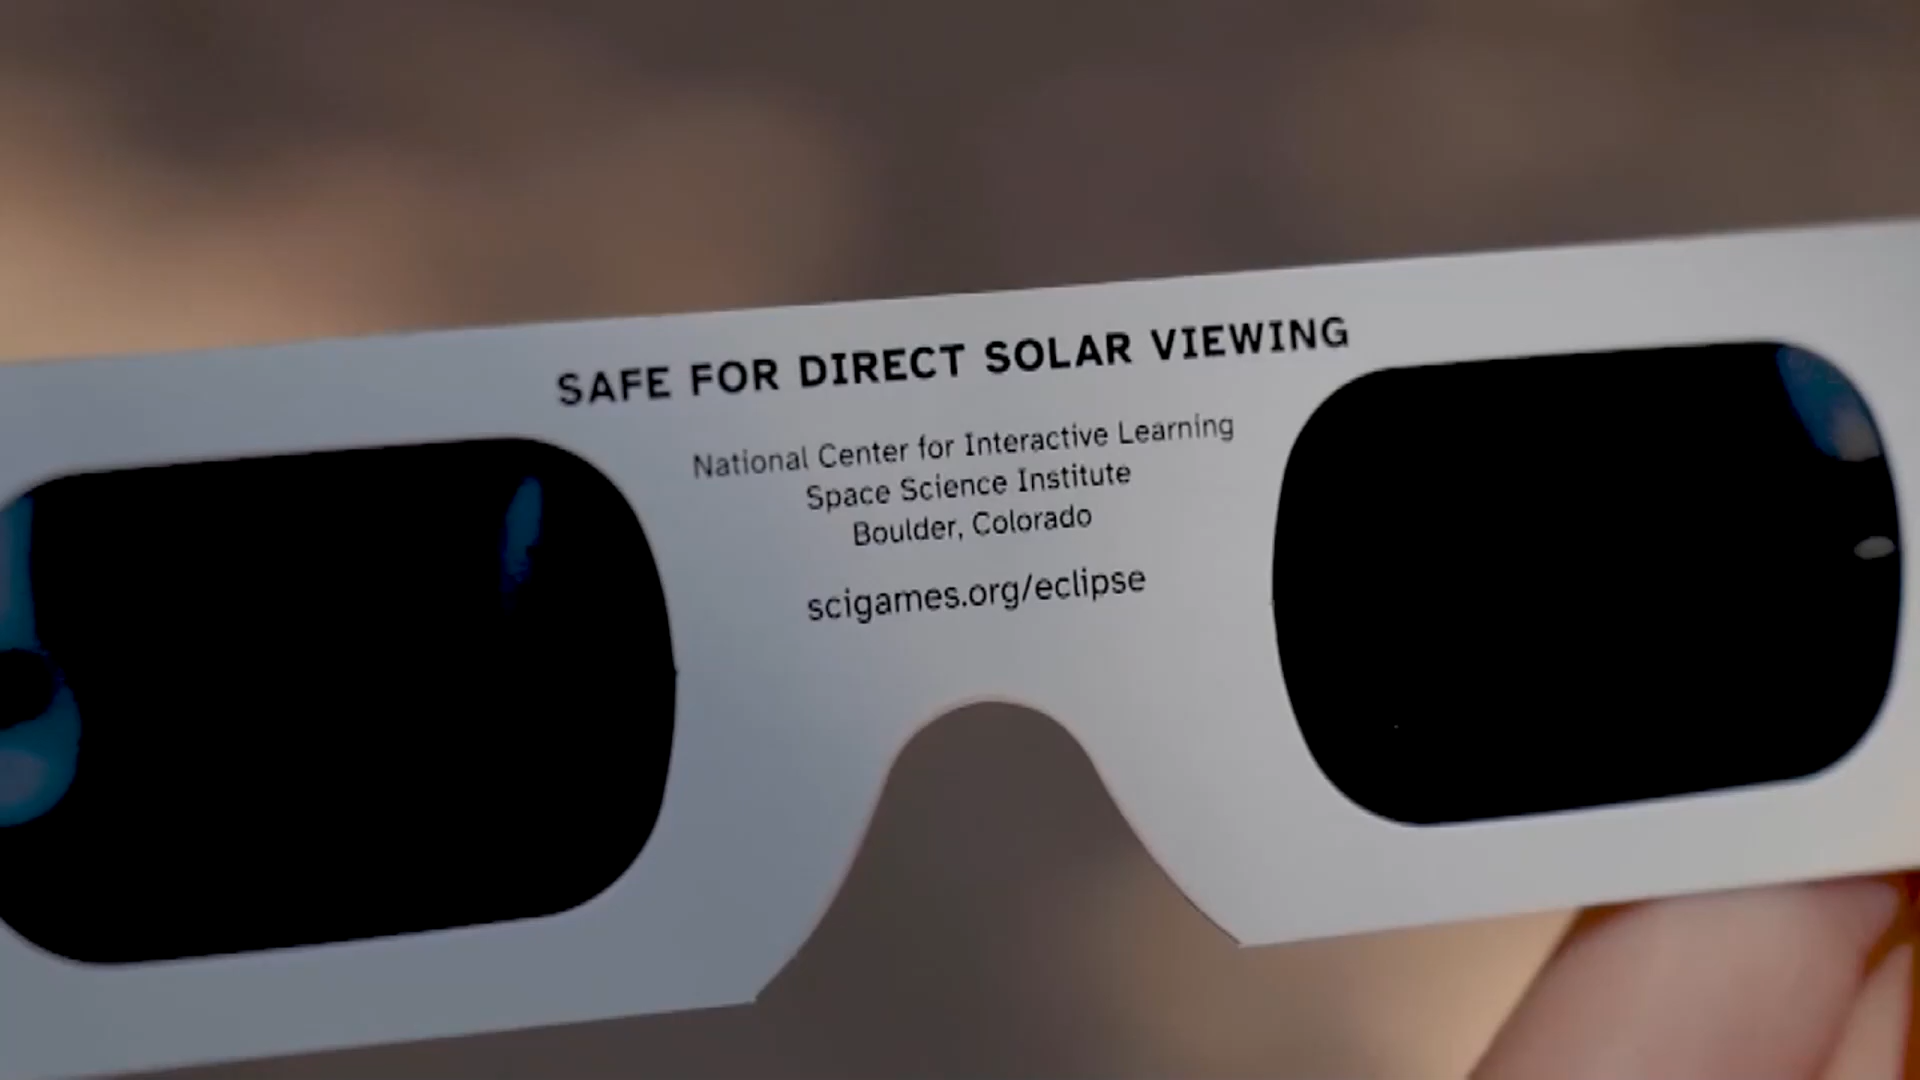 SAFE FOR DIRECT SOLAR VIEWING
National Center for Interactive Learning
Space Science Institute
Boulder, Colorado
scigames.org/eclipse